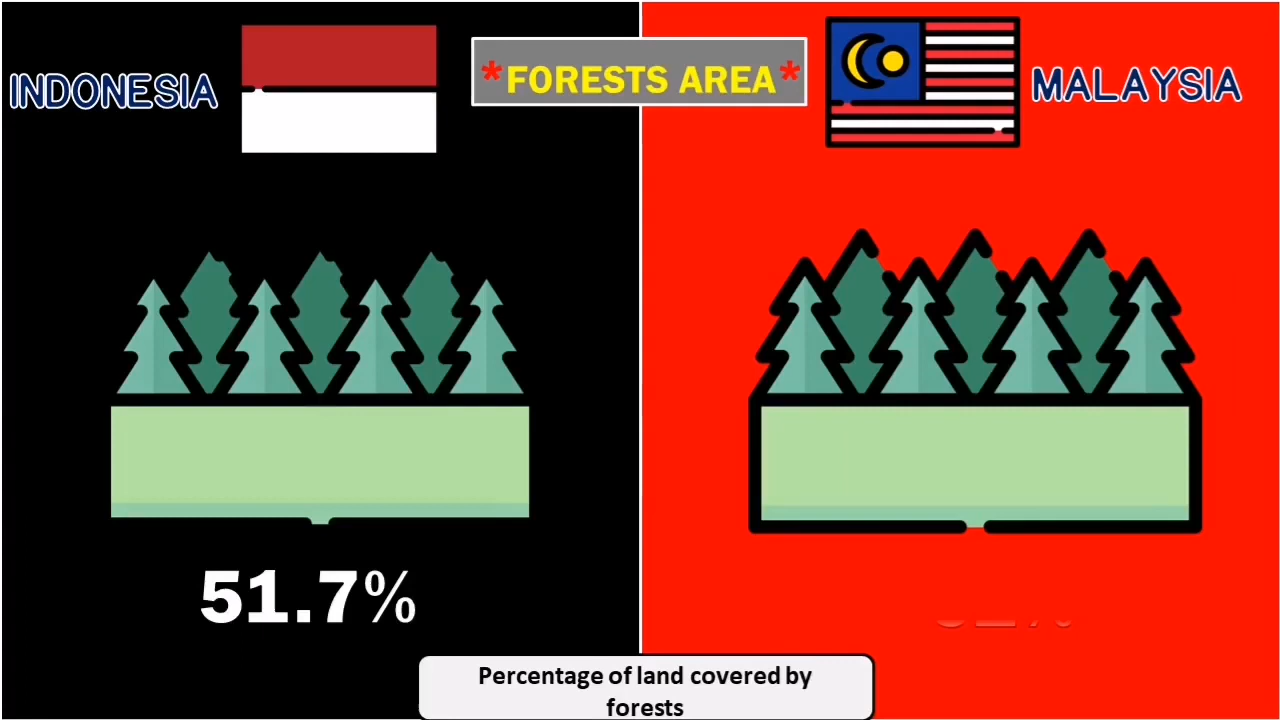 INDONESIA
*FORESTS AREA*
MALAYSIA
51.7%
Percentage of land covered by
forests